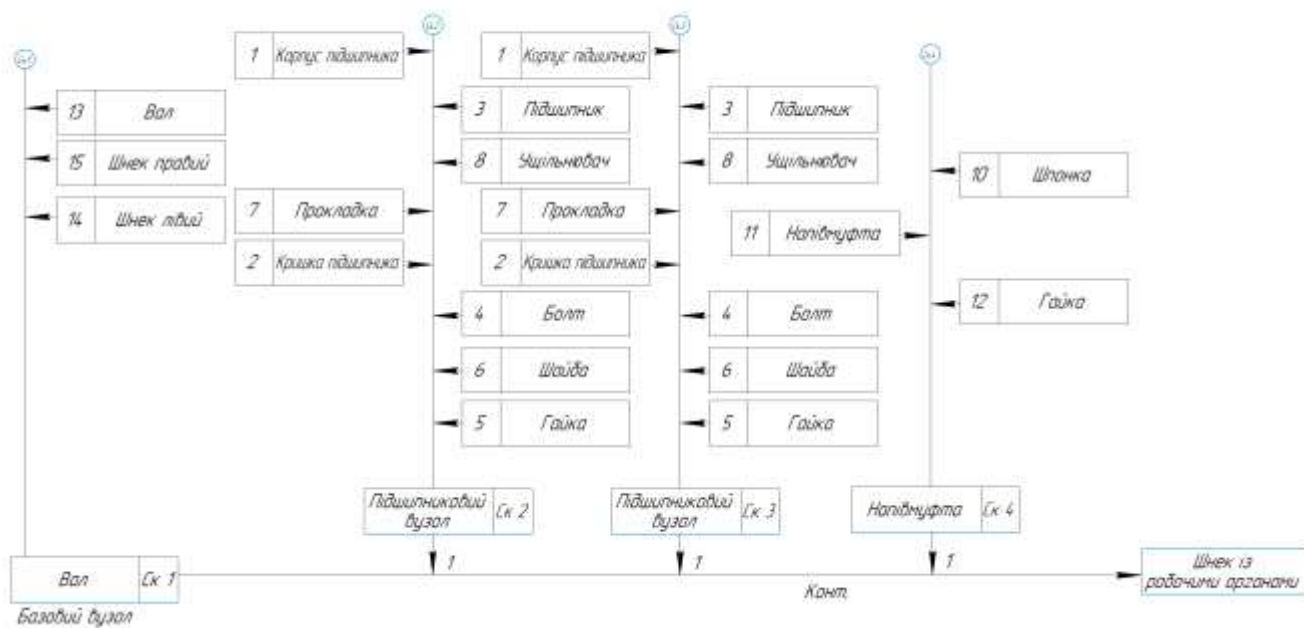 1 Корпус підшипника
1 Корпус підшипника
13 Вал
3 Підшипник
3 Підшипник
15 Шнек правий
8 Ущільнювач
8 Ущільнювач
10 Шпонка
14 Шнек лівий
7 Прокладка
7 Прокладка
11 Напівмуфта
2 Кришка підшипника
2 Кришка підшипника
12 Гайка
4 Болт
4 Болт
6 Шайба
6 Шайба
5 Гайка
5 Гайка
Підшипниковий
вузол
Ск 2
Підшипниковий
вузол
Ск 3
Напівмуфта Ск 4
1
1
1
Вал Ск 1
Конт.
Шнек із
робочими органами
Базовий вузол